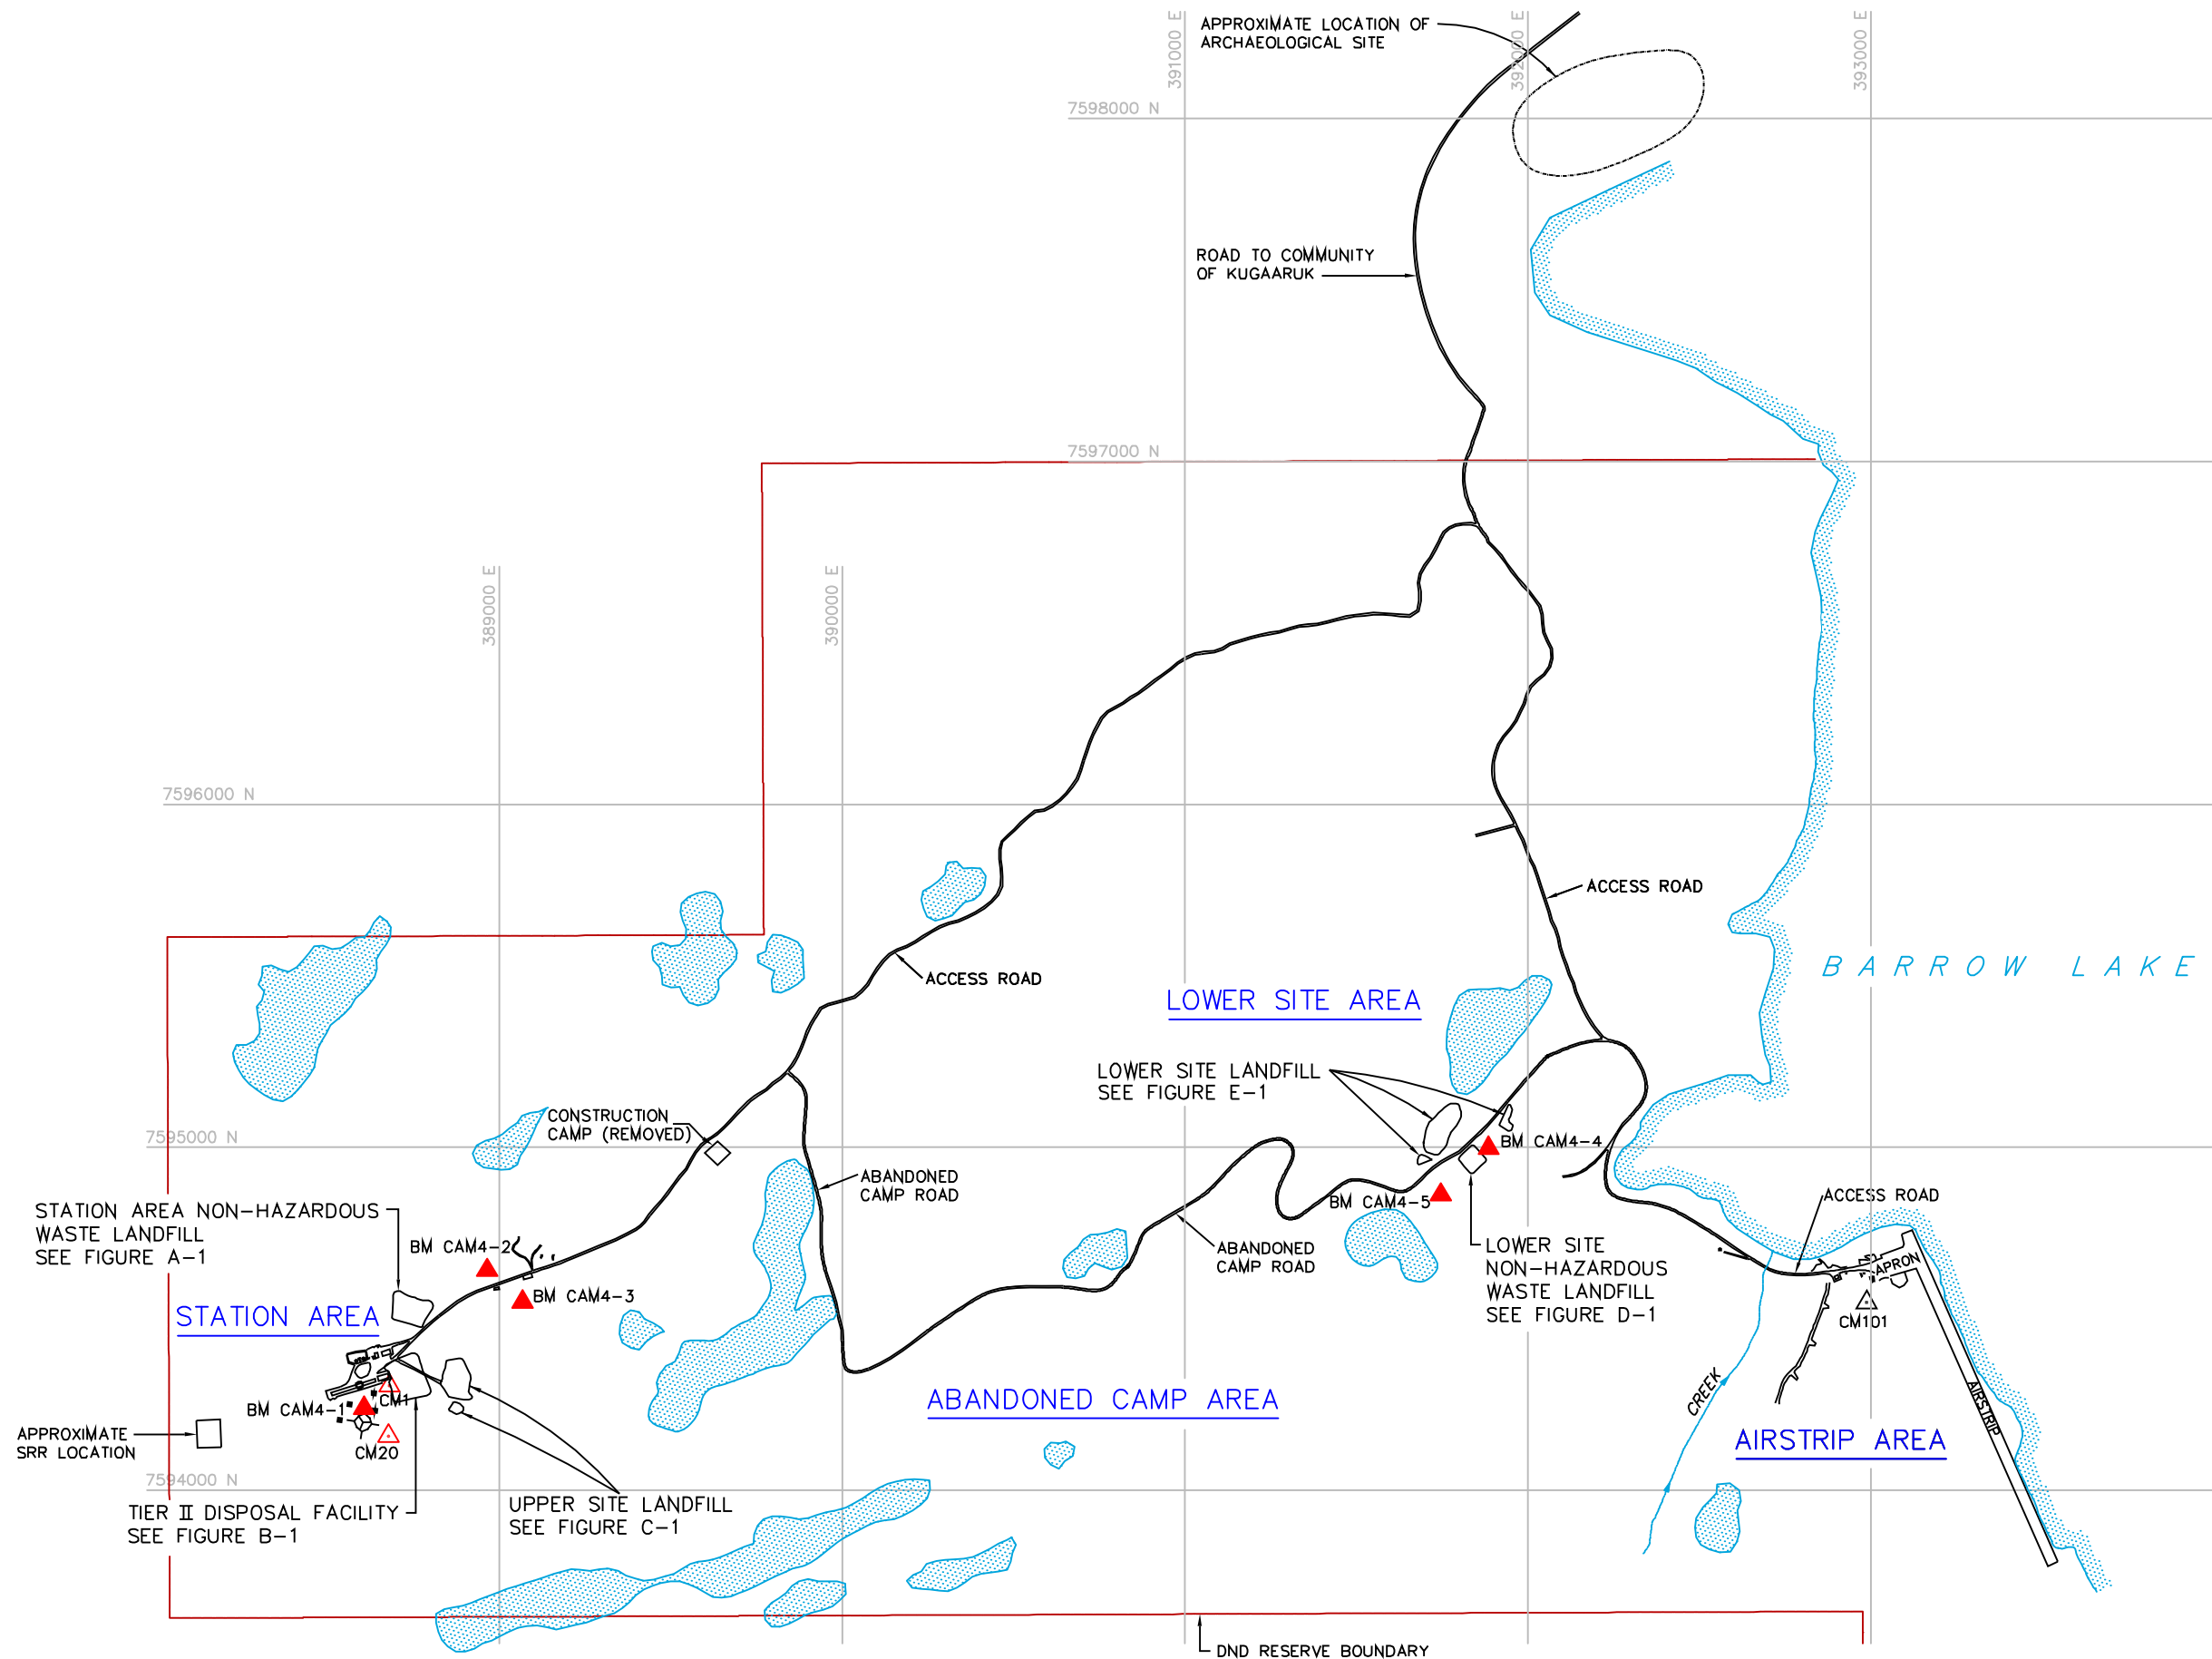 APPROXIMATE LOCATION OF
ARCHAEOLOGICAL SITE
391000 E
392000 E
393000 E
7598000 N
ROAD TO COMMUNITY
OF KUGAARUK
7597000 N
389000 E
390000 E
7596000 N
ACCESS ROAD
BARROW LAKE
ACCESS ROAD
LOWER SITE AREA
LOWER SITE LANDFILL
SEE FIGURE E-1
CONSTRUCTION
CAMP (REMOVED)
7595000 N
BM CAM4-4
ABANDONED
CAMP ROAD
BM CAM4-5
ACCESS ROAD
STATION AREA NON-HAZARDOUS
WASTE LANDFILL
SEE FIGURE A-1
BM CAM4-2
BM CAM4-3
ABANDONED
CAMP ROAD
LOWER SITE
NON-HAZARDOUS
WASTE LANDFILL
SEE FIGURE D-1
APRON
CM101
STATION AREA
CM1
BM CAM4-1
CM20
APPROXIMATE
SRR LOCATION
ABANDONED CAMP AREA
CREEK
AIRSTRIP
AIRSTRIP AREA
7594000 N
TIER II DISPOSAL FACILITY
SEE FIGURE B-1
UPPER SITE LANDFILL
SEE FIGURE C-1
DND RESERVE BOUNDARY